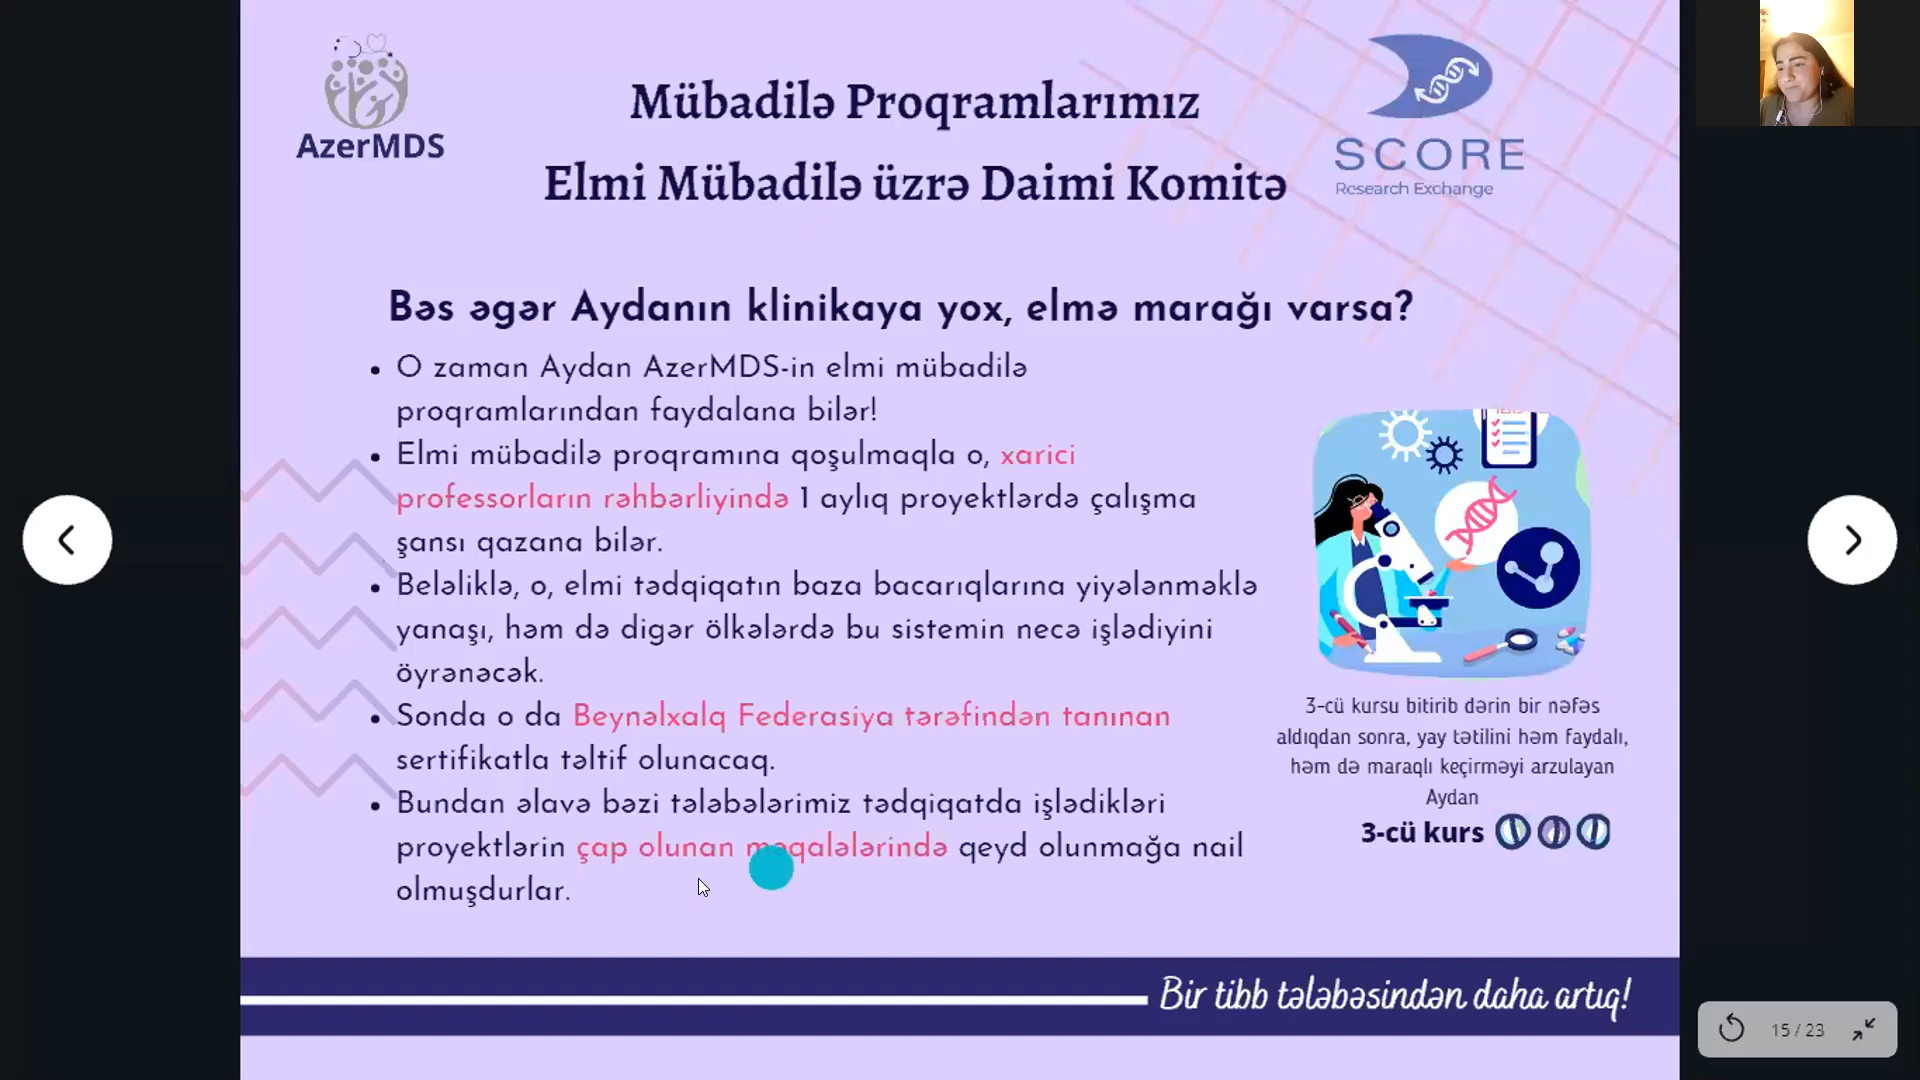 AzerMDS
Mübadilə Proqramlarımız
Elmi Mübadilə üzrə Daimi Komitə
SCORE
Research Exchange
Bəs əgər Aydanın klinikaya yox, elmə marağı varsa?
• O zaman Aydan AzerMDS-in elmi mübadilə
proqramlarından faydalana bilər!
• Elmi mübadilə proqramına qoşulmaqla o, xarici
professorların rəhbərliyində 1 aylıq proyektlərdə çalışma
şansı qazana bilər.
• Beləliklə, o, elmi tədqiqatın baza bacarıqlarına yiyələnməklə
yanaşı, həm də digər ölkələrdə bu sistemin necə işlədiyini
öyrənəcək.
• Sonda o da Beynəlxalq Federasiya tərəfindən tanınan
sertifikatla təltif olunacaq.
• Bundan əlavə bəzi tələbələrimiz tədqiqatda işlədikləri
proyektlərin çap olunan məqalələrində qeyd olunmağa nail
olmuşdurlar.
3-cü kursu bitirib dərin bir nəfəs
aldıqdan sonra, yay tətilini həm faydalı,
həm də maraqlı keçirməyi arzulayan
Aydan
3-cü kurs
Bir tibb tələbəsindən daha artıq!
15 / 23